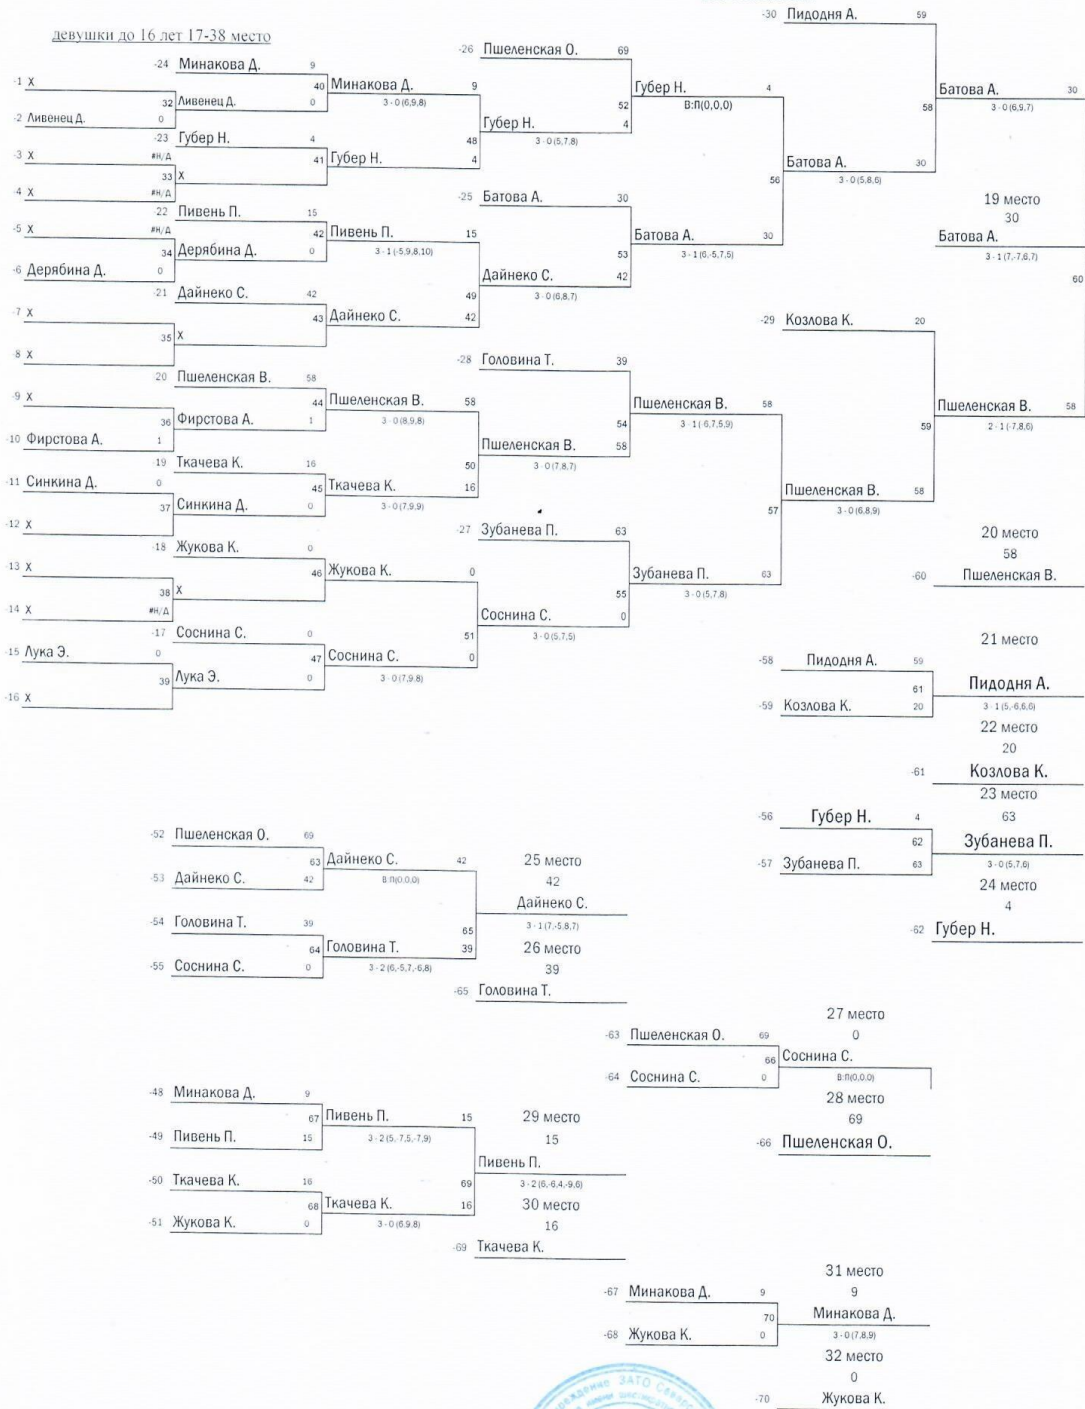 девушки до 16 лет 17-38 место
-1 X
-2 Ливенец Д. 0
-3 X #Н/Д
-4 X #Н/Д
-5 X #Н/Д
-6 Дерябина Д. 0
-7 X
-8 X
-9 X
-10 Фирстова А. 1
-11 Синкина Д. 0
-12 X
-13 X
-14 X #Н/Д
-15 Лука Э. 0
-16 X
-24 Минакова Д. 9
32 Ливенец Д. 0
-23 Губер Н. 4
33 X
22 Пивень П. 15
34 Дерябина Д. 0
-21 Дайнеко С. 42
35 X
20 Пшеленская В. 58
36 Фирстова А. 1
19 Ткачева К. 16
37 Синкина Д. 0
-18 Жукова К. 0
38 X
-17 Соснина С. 0
39 Лука Э. 0
40 Минакова Д. 9
3 - 0 (6,9,8)
41 Губер Н. 4
42 Пивень П. 15
3 - 1 (-5,9,8,10)
43 Дайнеко С. 42
44 Пшеленская В. 58
3 - 0 (8,9,8)
45 Ткачева К. 16
3 - 0 (7,9,9)
46 Жукова К. 0
47 Соснина С. 0
3 - 0 (7,9,8)
-26 Пшеленская О. 69
48 Губер Н. 4
3 - 0 (5,7,8)
-25 Батова А. 30
49 Дайнеко С. 42
3 - 0 (6,8,7)
-28 Головина Т. 39
50 Пшеленская В. 58
3 - 0 (7,8,7)
-27 Зубанева П. 63
51 Соснина С. 0
3 - 0 (5,7,5)
52 Губер Н. 4
В:П(0,0,0)
53 Батова А. 30
3 - 1 (6,-5,7,5)
54 Пшеленская В. 58
3 - 1 (-6,7,5,9)
55 Зубанева П. 63
3 - 0 (5,7,8)
-30 Пидодня А. 59
56 Батова А. 30
3 - 0 (5,8,6)
-29 Козлова К. 20
57 Пшеленская В. 58
3 - 0 (6,8,9)
58 Батова А. 30
3 - 0 (6,9,7)
59 Пшеленская В. 58
2 - 1 (-7,8,6)
19 место
30
Батова А.
3 - 1 (7,-7,6,7)
60
20 место
58
-60 Пшеленская В.
21 место
-58 Пидодня А. 59
61 Пидодня А.
-59 Козлова К. 20
3 - 1 (5,-6,6,6)
22 место
20
-61 Козлова К.
23 место
63
-56 Губер Н. 4
62 Зубанева П.
-57 Зубанева П. 63
3 - 0 (5,7,6)
24 место
4
-62 Губер Н.
-52 Пшеленская О. 69
63 Дайнеко С. 42
-53 Дайнеко С. 42
В:П(0,0,0)
25 место
42
Дайнеко С.
-54 Головина Т. 39
3 - 1 (7,-5,8,7)
65
64 Головина Т. 39
26 место
-55 Соснина С. 0
3 - 2 (6,-5,7,-6,8)
39
-65 Головина Т.
27 место
-63 Пшеленская О. 69
0
66 Соснина С.
-64 Соснина С. 0
В:П(0,0,0)
28 место
69
-66 Пшеленская О.
-48 Минакова Д. 9
67 Пивень П. 15
-49 Пивень П. 15
3 - 2 (5,-7,5,-7,9)
29 место
15
Пивень П.
-50 Ткачева К. 16
69
3 - 2 (6,-6,4,-9,6)
68 Ткачева К. 16
30 место
-51 Жукова К. 0
3 - 0 (6,9,8)
16
-69 Ткачева К.
31 место
-67 Минакова Д. 9
9
70 Минакова Д.
-68 Жукова К. 0
3 - 0 (7,8,9)
32 место
0
-70 Жукова К.